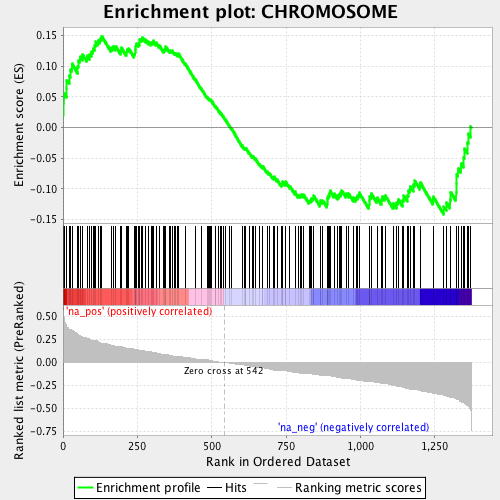 Enrichment plot: CHROMOSOME
Enrichment score (ES)
0.15
0.10
0.05
0.00
-0.05
-0.10
-0.15
'na_pos' (positively correlated)
Ranked list metric (PreRanked)
0.50
0.25
0.00
-0.25
-0.50
-0.75
Zero cross at 542
'na_neg' (negatively correlated)
0
250
500
750
1,000
1,250
Rank in Ordered Dataset
Enrichment profile
Hits
Ranking metric scores